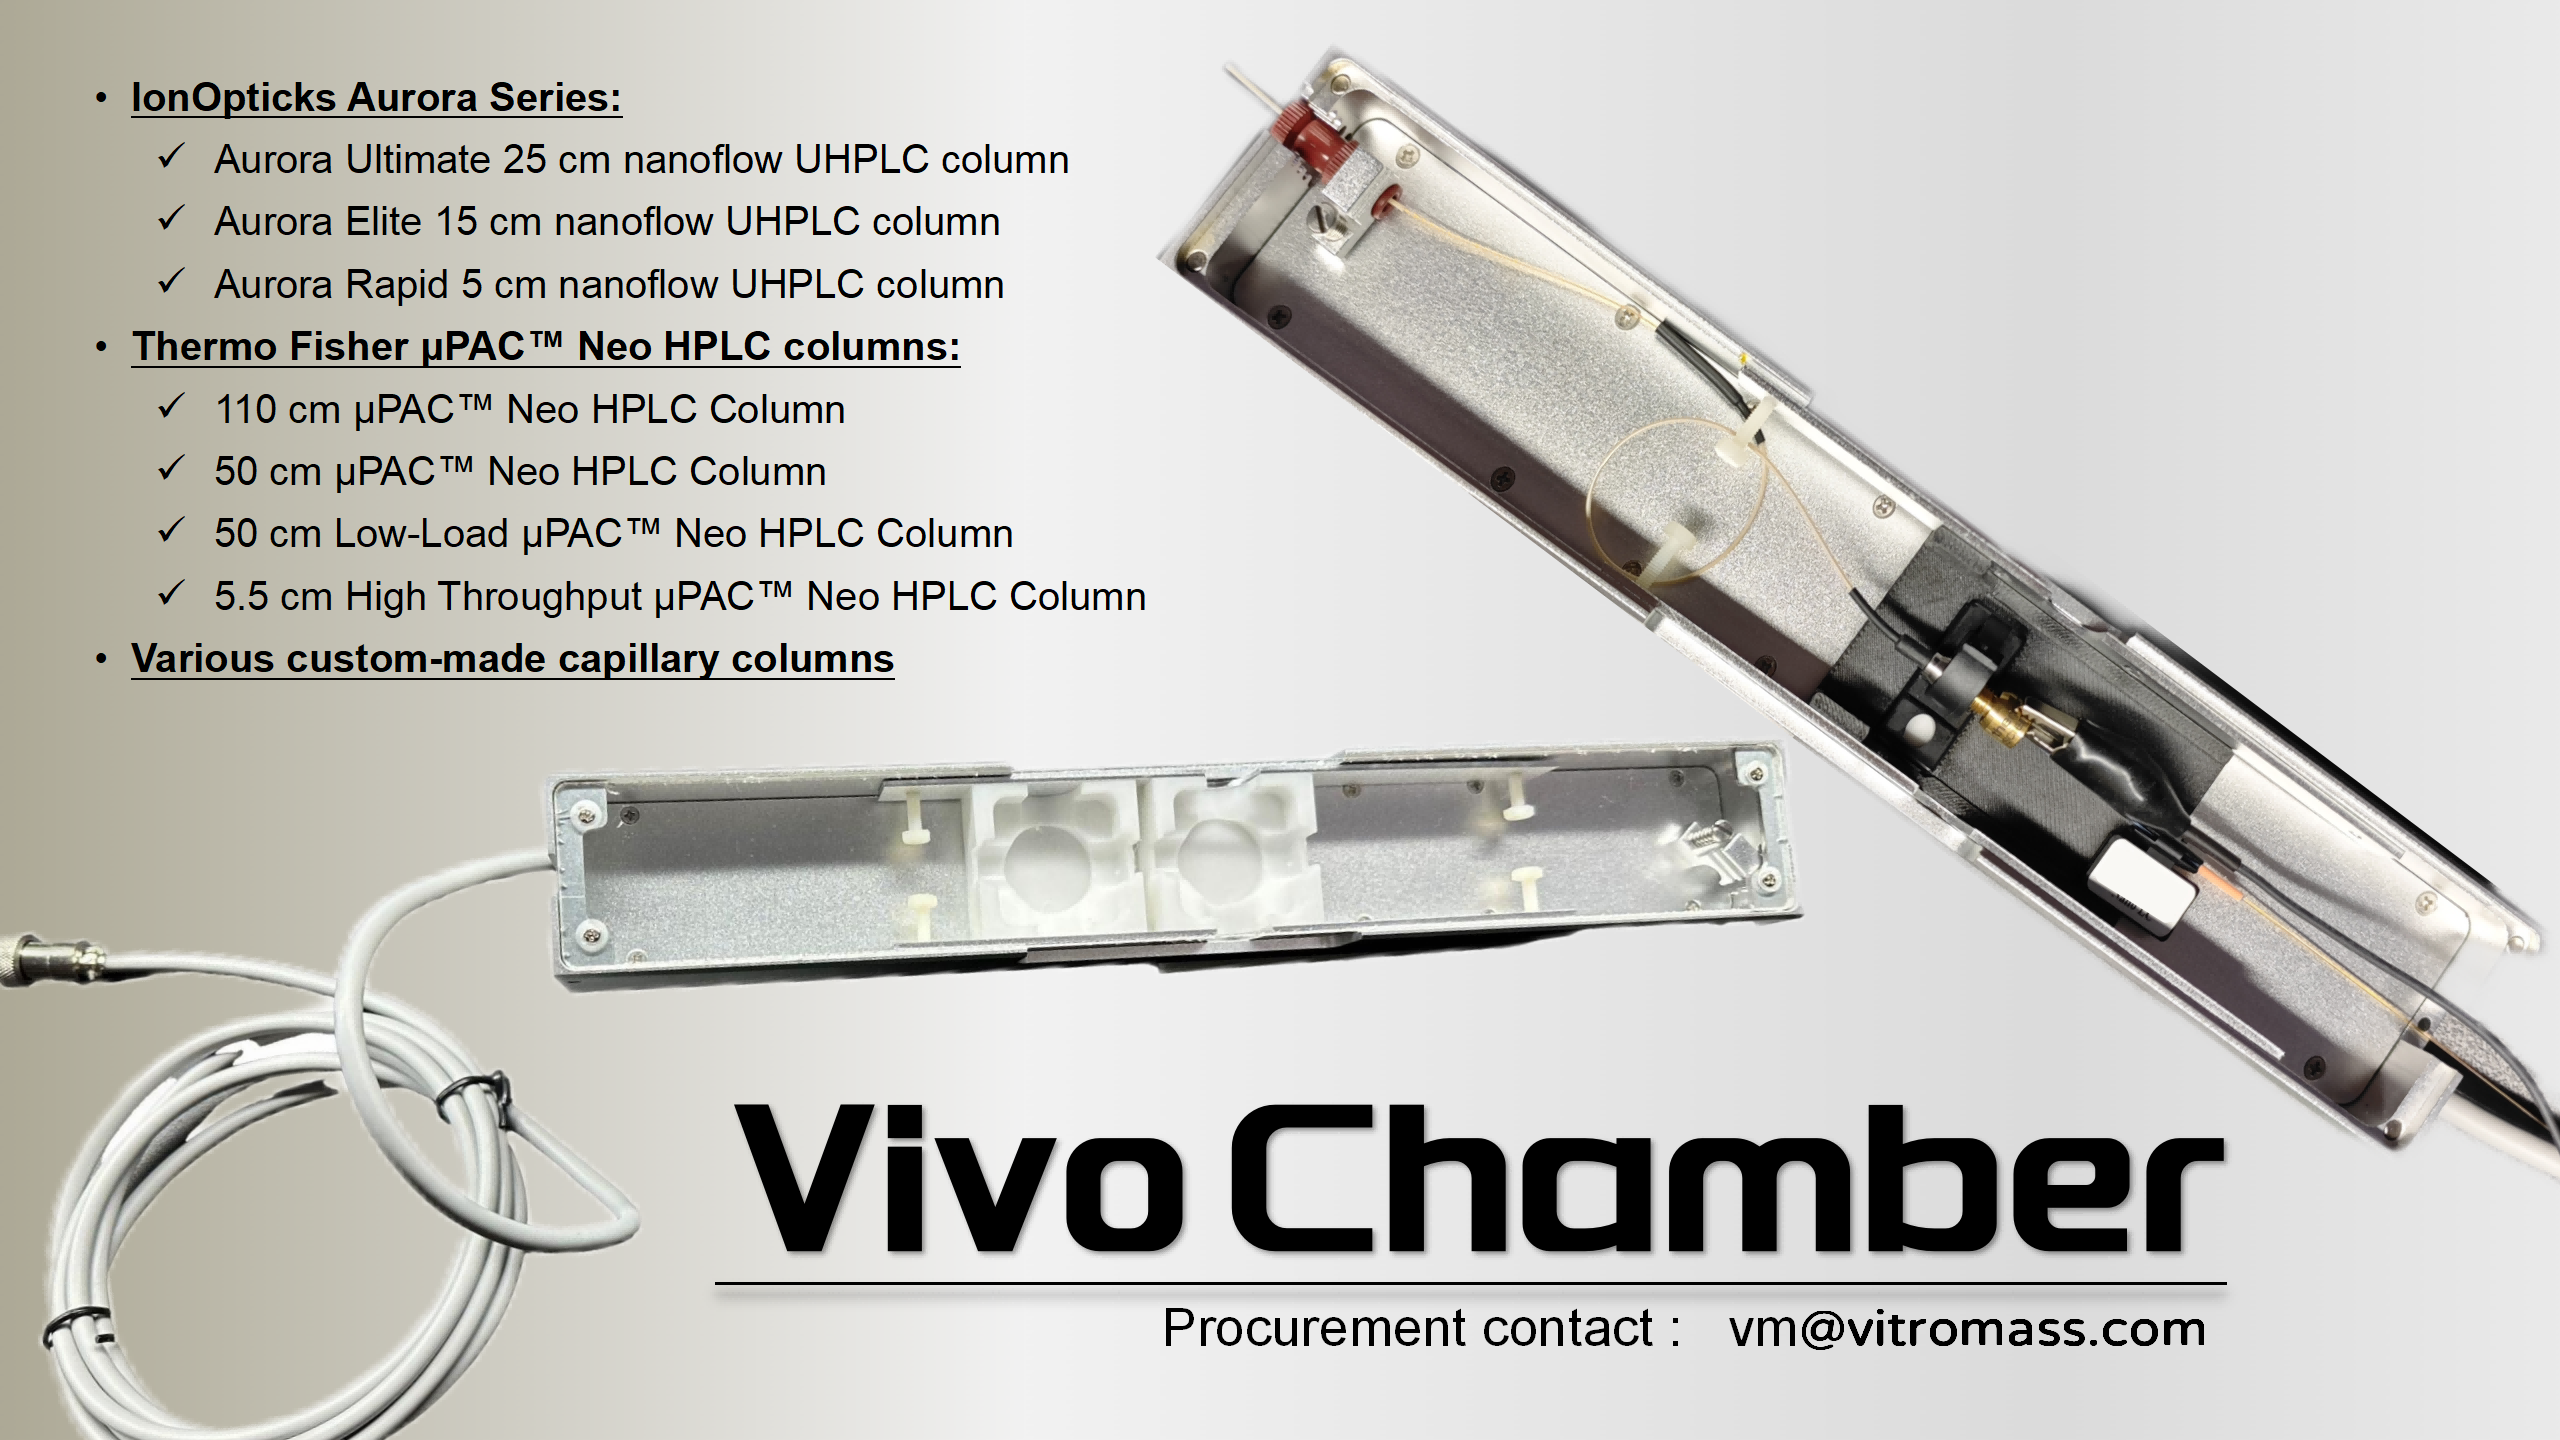 • IonOpticks Aurora Series:
✓ Aurora Ultimate 25 cm nanoflow UHPLC column
✓ Aurora Elite 15 cm nanoflow UHPLC column
✓ Aurora Rapid 5 cm nanoflow UHPLC column
• Thermo Fisher µPAC™ Neo HPLC columns:
✓ 110 cm µPAC™ Neo HPLC Column
✓ 50 cm µPAC™ Neo HPLC Column
✓ 50 cm Low-Load µPAC™ Neo HPLC Column
✓ 5.5 cm High Throughput µPAC™ Neo HPLC Column
• Various custom-made capillary columns
Vivo Chamber
Procurement contact : vm@vitromass.com